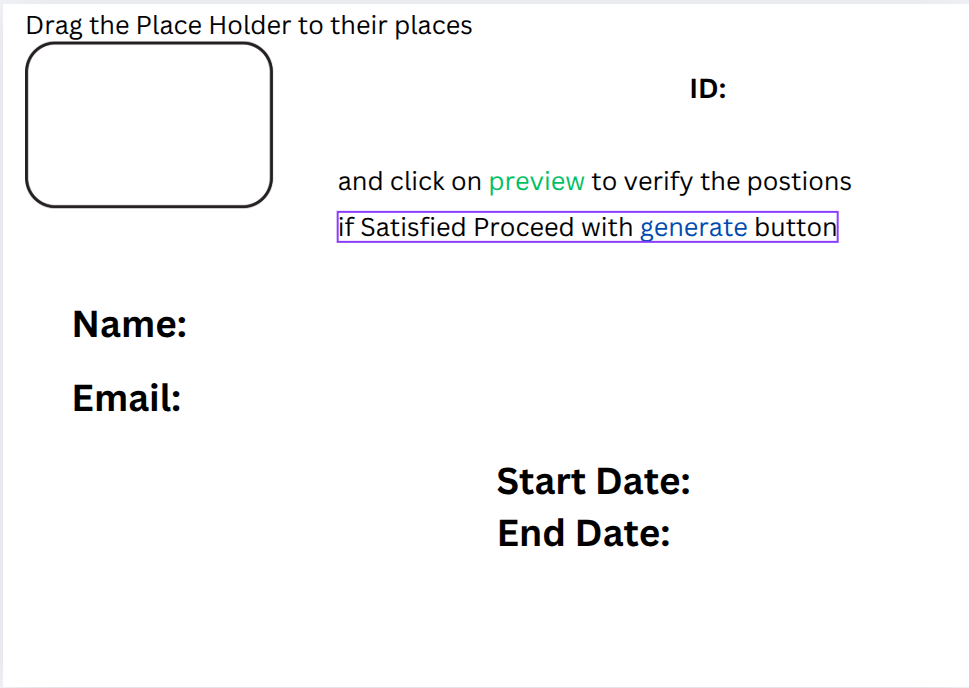 Drag the Place Holder to their places
ID:
and click on preview to verify the postions
if Satisfied Proceed with generate button
Name:
Email:
Start Date:
End Date: